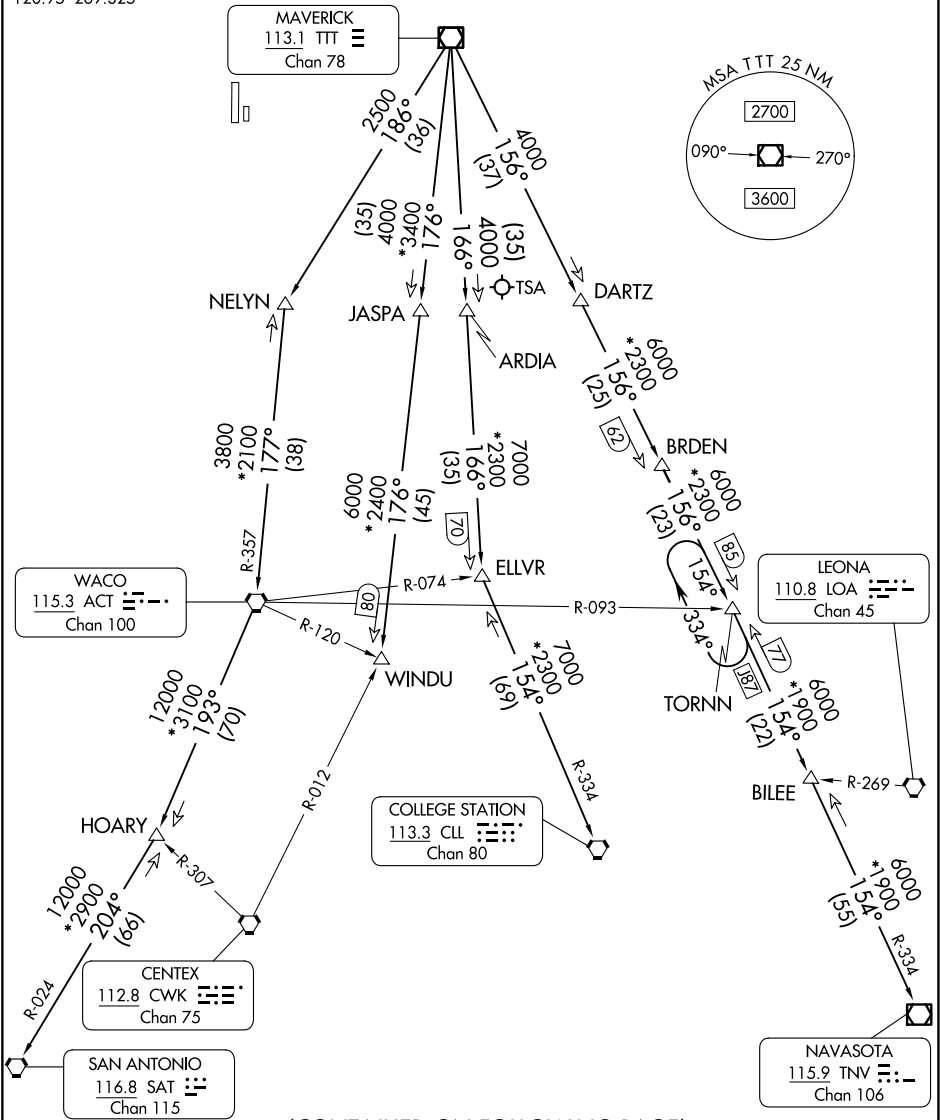 MAVERICK
113.1 TTT
Chan 78
MSA TTT 25 NM
2700
090°
270°
3600
2500
186°
(36)
(35)
4000
*3400
176°
(35)
4000
166°
4000
156°
(37)
TSA
NELYN
JASPA
ARDIA
DARTZ
6000
*2300
156°
(25)
62
BRDEN
3800
*2100
177°
(38)
R-357
6000
*2400
176°
(45)
80
7000
*2300
166°
(35)
70
6000
*2300
156°
(23)
85
154°
334°
77
J87
WACO
115.3 ACT
Chan 100
R-074
ELLVR
R-093
R-120
WINDU
TORNN
LEONA
110.8 LOA
Chan 45
12000
*3100
193°
(70)
7000
*2300
154°
(69)
R-334
6000
*1900
154°
(22)
BILEE
R-269
HOARY
R-307
R-012
COLLEGE STATION
113.3 CLL
Chan 80
12000
*2900
204°
(66)
R-024
6000
*1900
154°
(55)
R-334
CENTEX
112.8 CWK
Chan 75
SAN ANTONIO
116.8 SAT
Chan 115
NAVASOTA
115.9 TNV
Chan 106